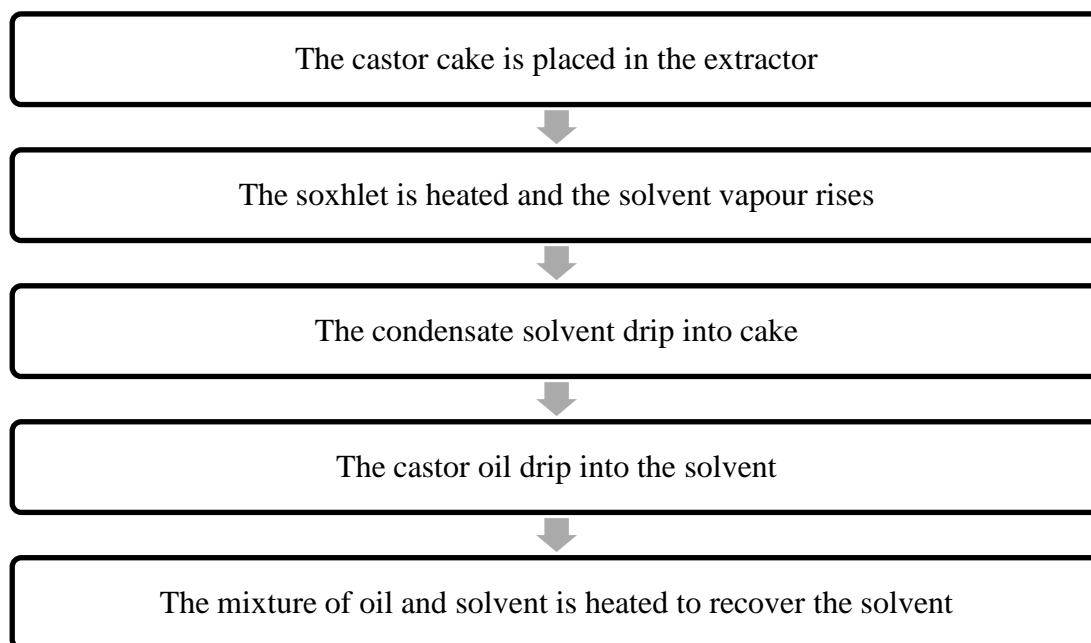 The castor cake is placed in the extractor
The soxhlet is heated and the solvent vapour rises
The condensate solvent drip into cake
The castor oil drip into the solvent
The mixture of oil and solvent is heated to recover the solvent